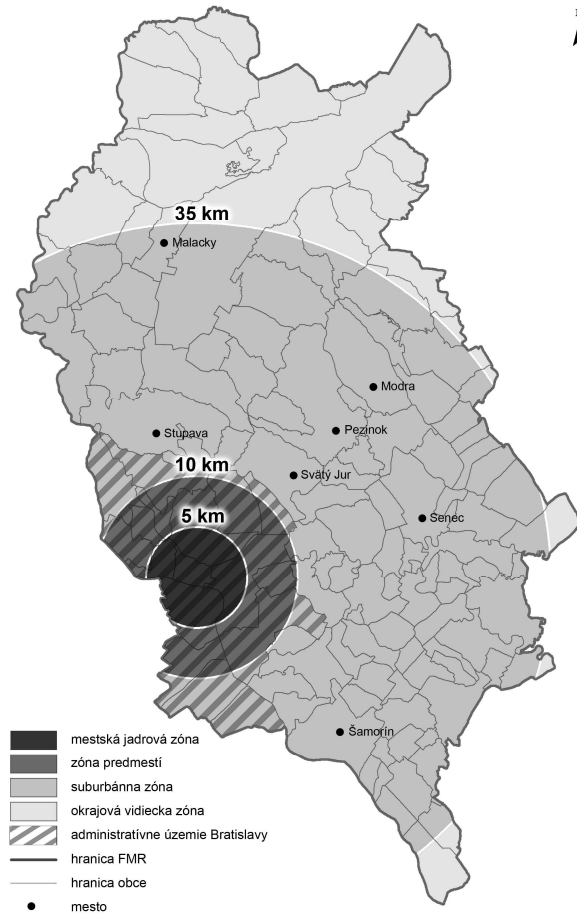 35 km
Malacky
Modra
Stupava
Pezinok
10 km
Svätý Jur
5 km
Senec
Šamorín
mestská jadrová zóna
zóna predmestí
suburbánna zóna
okrajová vidiecka zóna
administratívne územie Bratislavy
hranica FMR
hranica obce
mesto